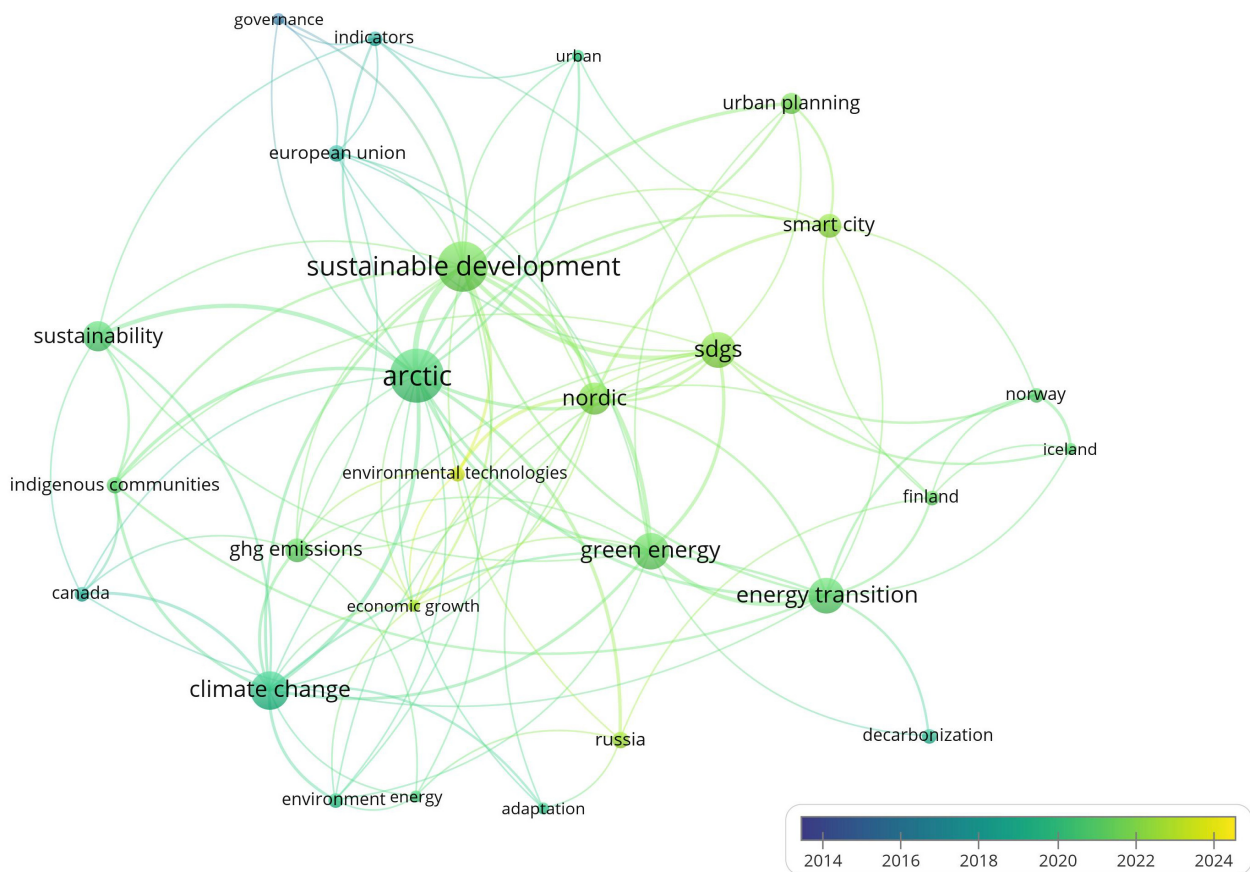 governance
indicators
urban
urban planning
european union
smart city
sustainable development
sustainability
sdgs
arctic
nordic
norway
iceland
environmental technologies
indigenous communities
finland
ghg emissions
green energy
canada
economic growth
energy transition
climate change
russia
decarbonization
environment
energy
adaptation
2014
2016
2018
2020
2022
2024